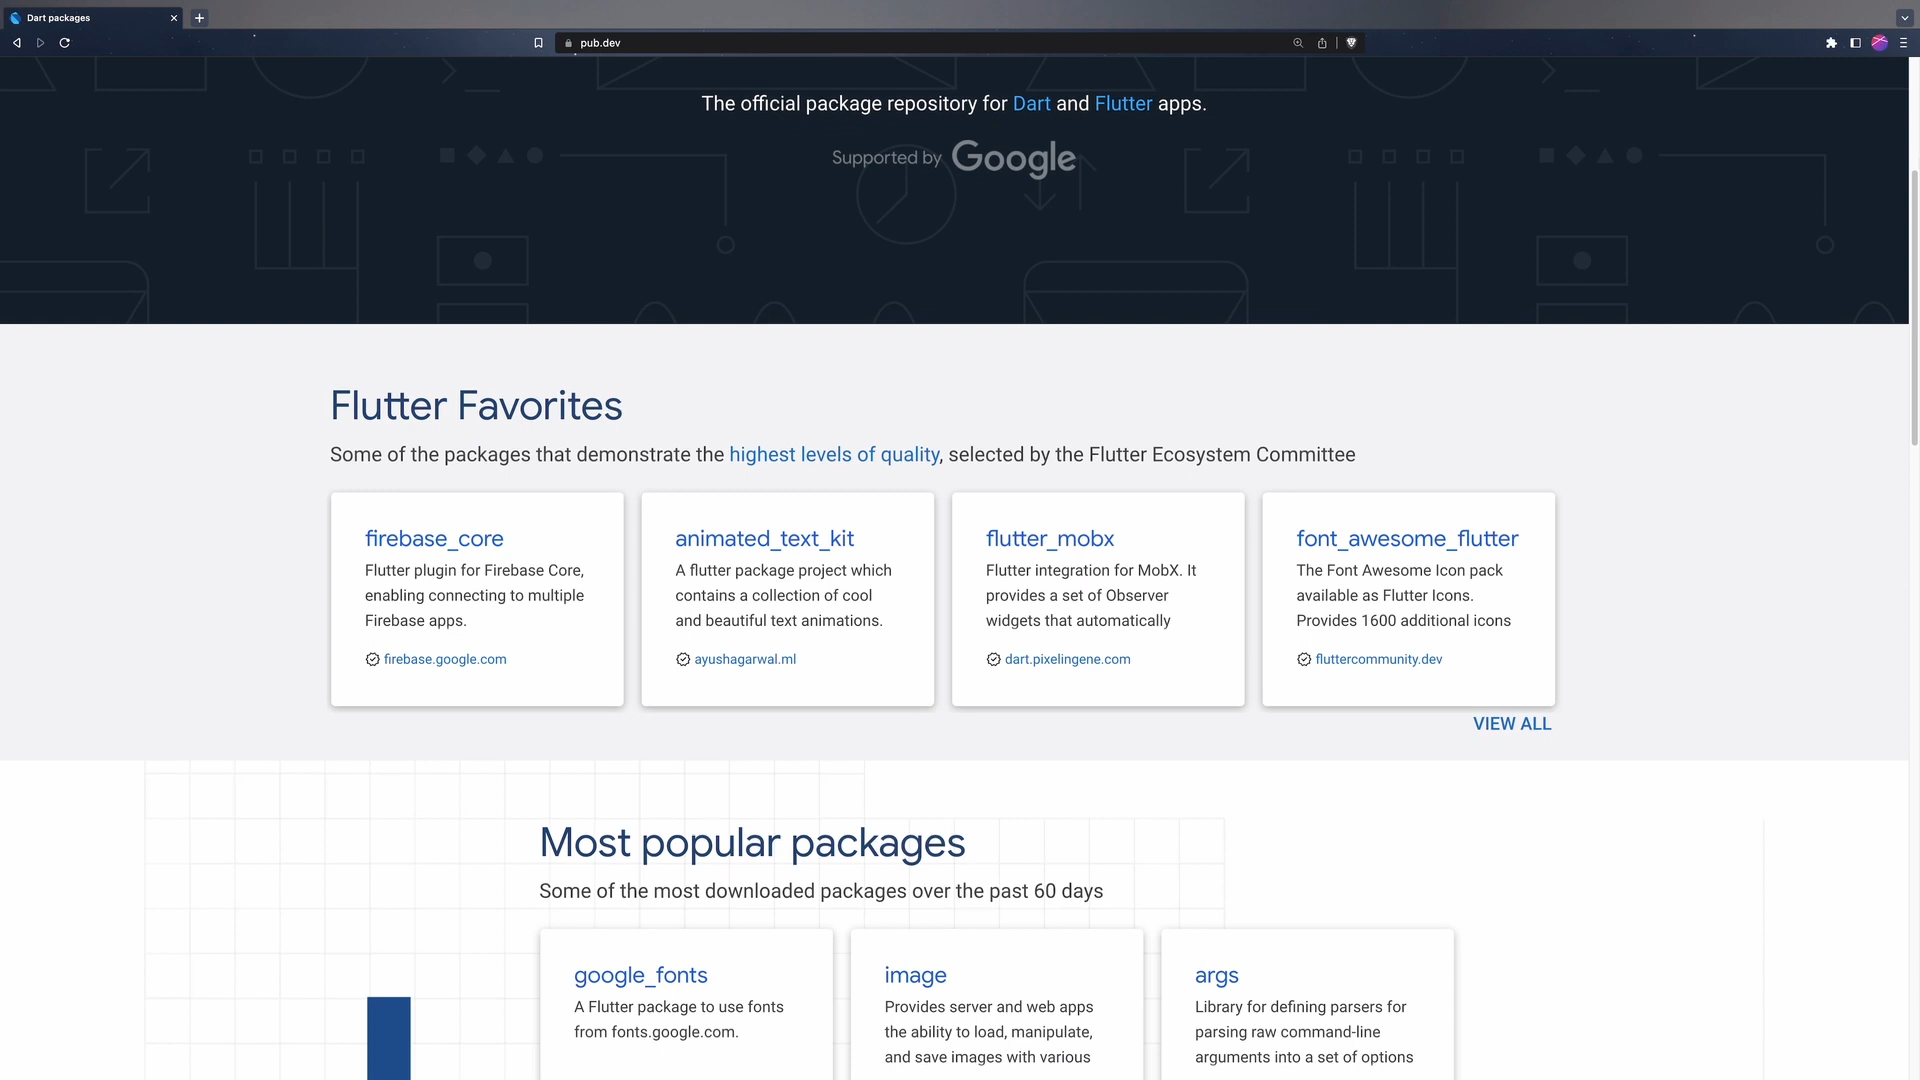 Dart packages
pub.dev
The official package repository for Dart and Flutter apps.
Supported by Google
Flutter Favorites
Some of the packages that demonstrate the highest levels of quality, selected by the Flutter Ecosystem Committee
firebase_core
Flutter plugin for Firebase Core,
enabling connecting to multiple
Firebase apps.
firebase.google.com
animated_text_kit
A flutter package project which
contains a collection of cool
and beautiful text animations.
ayushagarwal.ml
flutter_mobx
Flutter integration for MobX. It
provides a set of Observer
widgets that automatically
dart.pixelingene.com
font_awesome_flutter
The Font Awesome Icon pack
available as Flutter Icons.
Provides 1600 additional icons
fluttercommunity.dev
VIEW ALL
Most popular packages
Some of the most downloaded packages over the past 60 days
google_fonts
A Flutter package to use fonts
from fonts.google.com.
image
Provides server and web apps
the ability to load, manipulate,
and save images with various
args
Library for defining parsers for
parsing raw command-line
arguments into a set of options